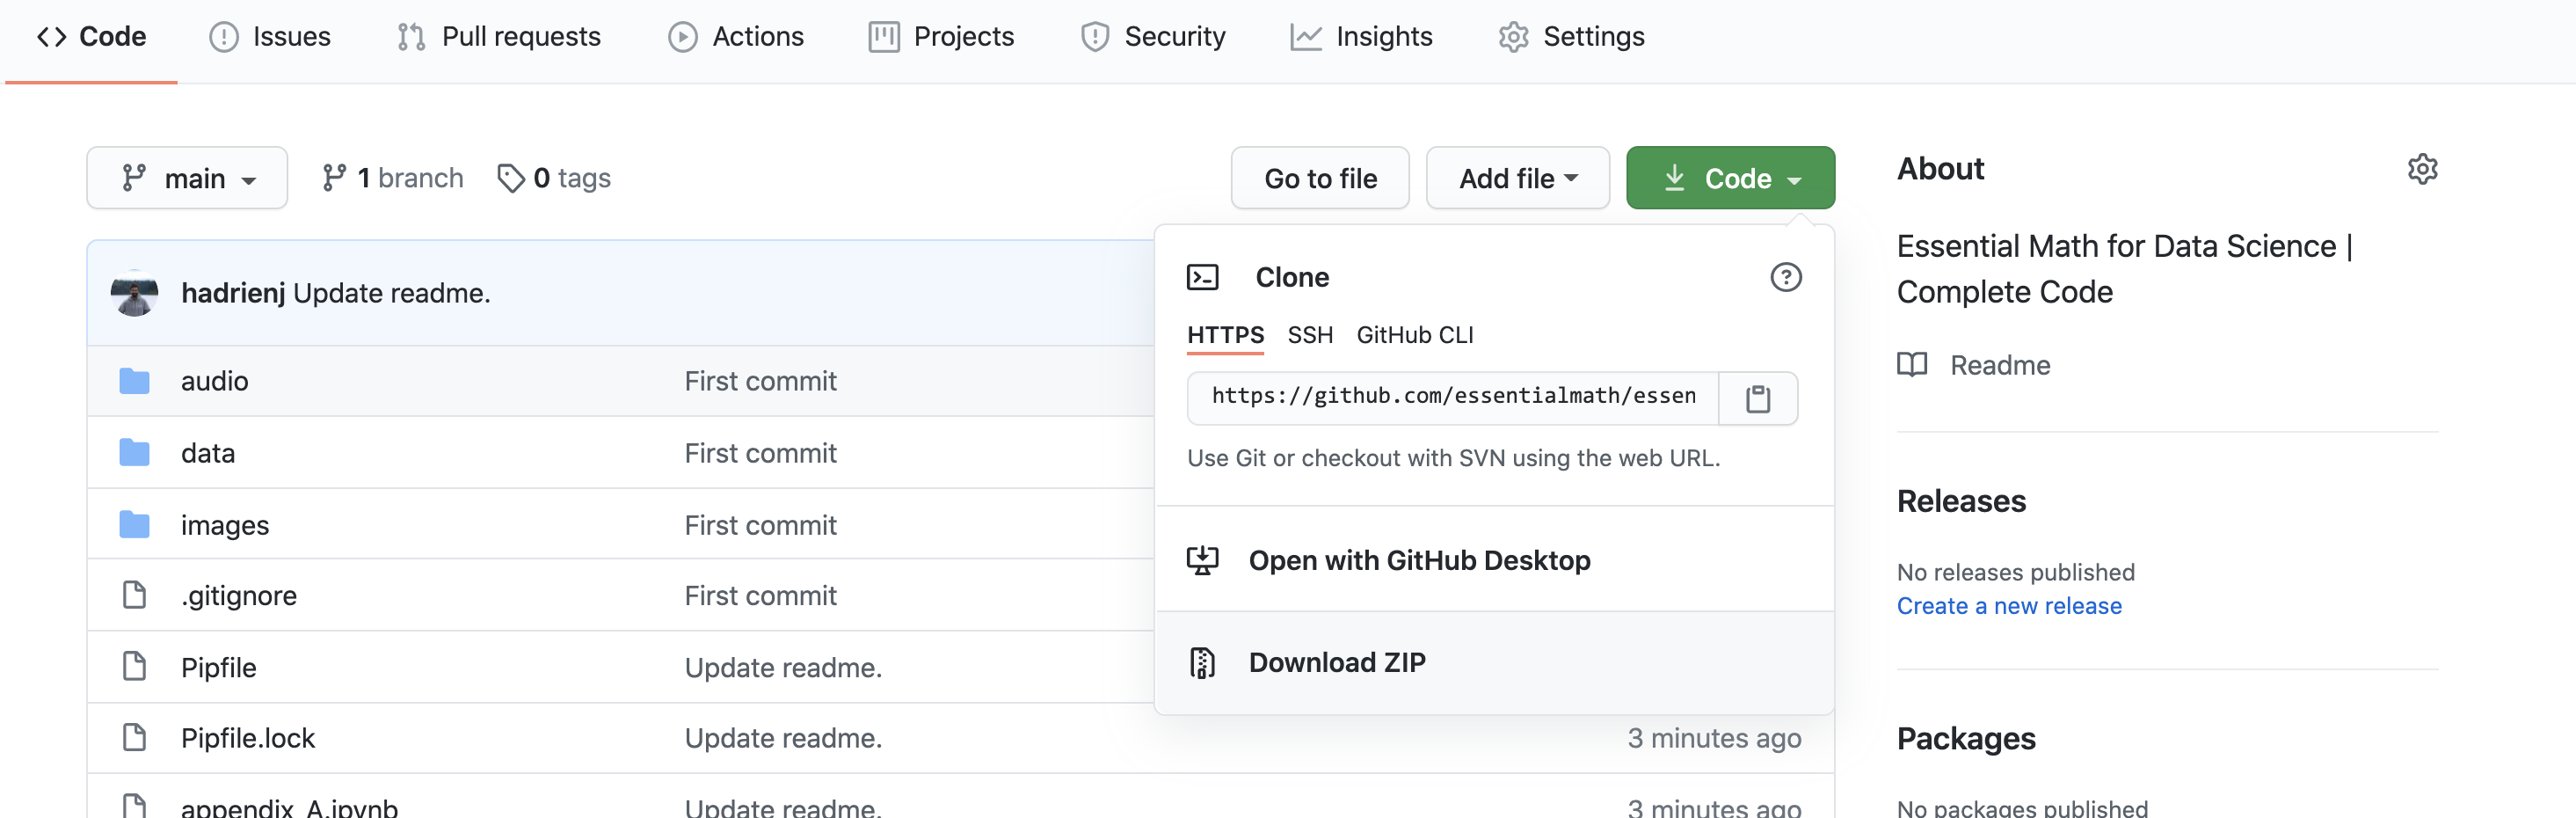 Code Issues Pull requests Actions Projects Security Insights Settings
main 1 branch 0 tags Go to file Add file Code
hadrienj Update readme.
audio First commit
data First commit
images First commit
.gitignore First commit
Pipfile Update readme.
Pipfile.lock Update readme. 3 minutes ago
appendix_A.ipynb Update readme. 3 minutes ago
Clone
HTTPS SSH GitHub CLI
https://github.com/essentialmath/essen
Use Git or checkout with SVN using the web URL.
Open with GitHub Desktop
Download ZIP
About
Essential Math for Data Science |
Complete Code
Readme
Releases
No releases published
Create a new release
Packages
No packages published